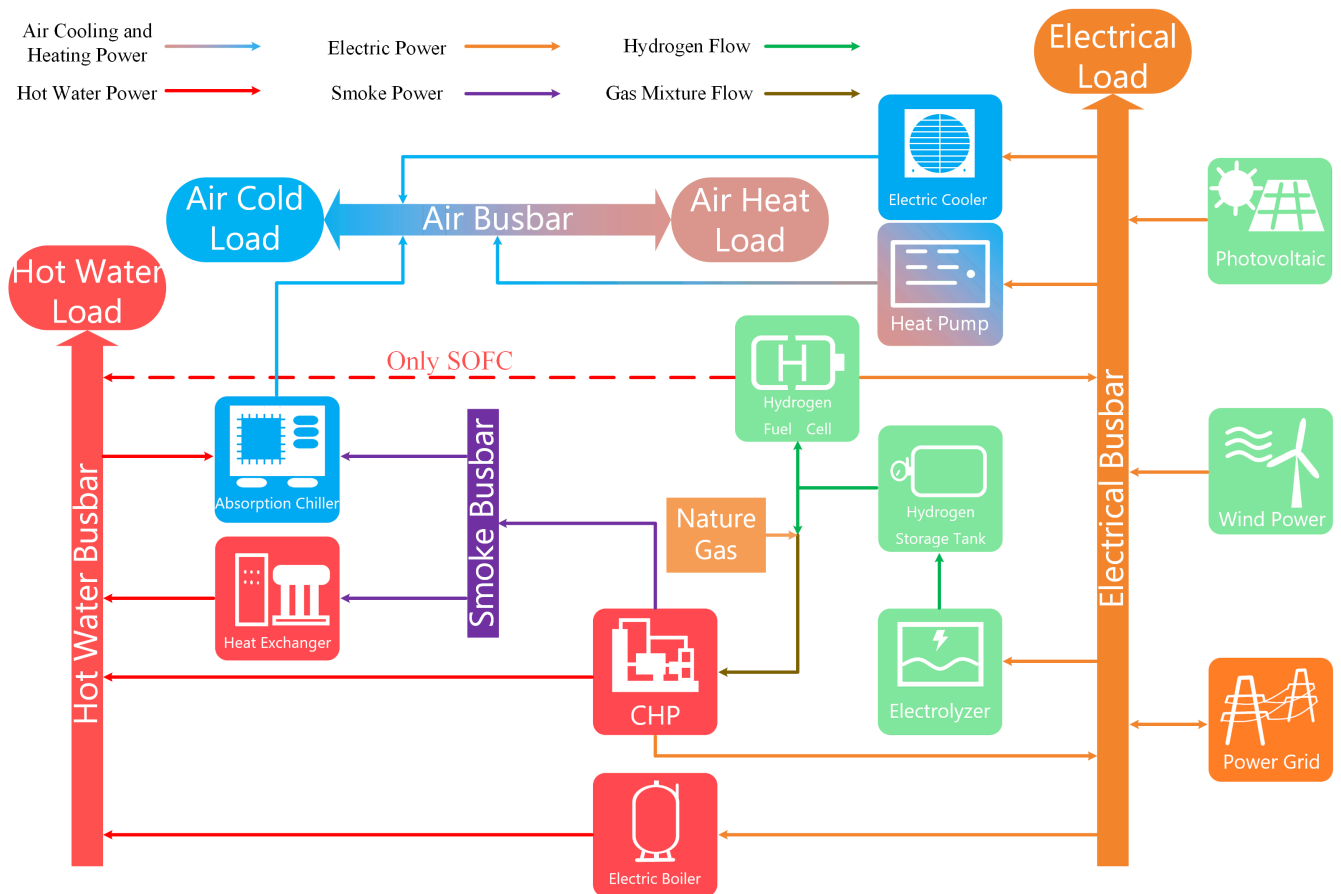 Air Cooling and
Heating Power
Electric Power
Hydrogen Flow
Hot Water Power
Smoke Power
Gas Mixture Flow
Electrical
Load
Electric Cooler
Photovoltaic
Air Cold
Load
Air Busbar
Air Heat
Load
Hot Water
Load
Heat Pump
Only SOFC
H
Hydrogen
Fuel Cell
Absorption Chiller
Smoke Busbar
Hydrogen
Storage Tank
Electrical Busbar
Wind Power
Nature
Gas
Hot Water Busbar
Heat Exchanger
CHP
Electrolyzer
Power Grid
Electric Boiler